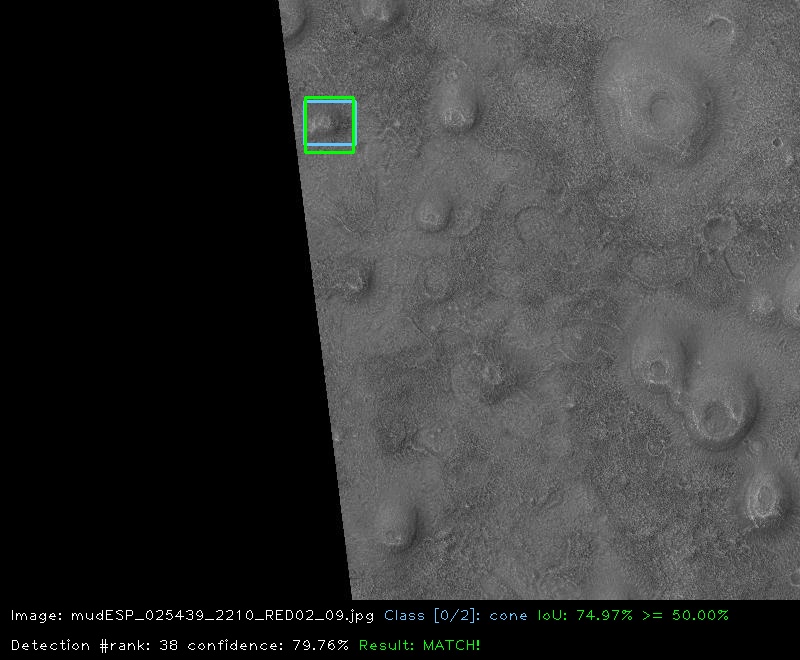 Image: mudESP_025439_2210_RED02_09.jpg Class [0/2]: cone IoU: 74.97% >= 50.00%
Detection #rank: 38 confidence: 79.76% Result: MATCH!